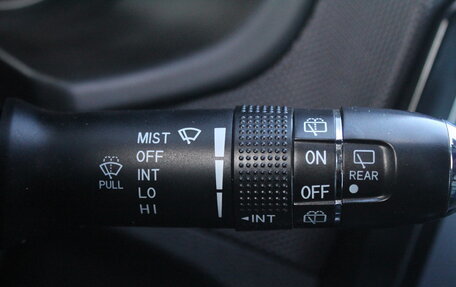 MIST
OFF
INT
LO
HI
PULL
INT
ON
OFF
REAR